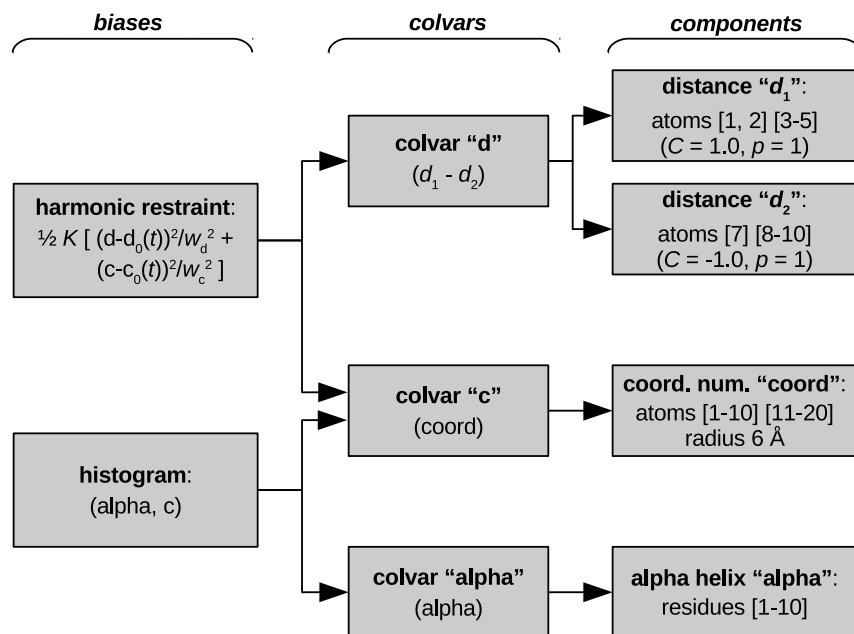 biases
colvars
components
harmonic restraint:
½ K [ (d-d₀(t))²/w_d² +
(c-c₀(t))²/w_c² ]
histogram:
(alpha, c)
colvar “d”
(d₁ - d₂)
colvar “c”
(coord)
colvar “alpha”
(alpha)
distance “d₁”:
atoms [1, 2] [3-5]
(C = 1.0, p = 1)
distance “d₂”:
atoms [7] [8-10]
(C = -1.0, p = 1)
coord. num. “coord”:
atoms [1-10] [11-20]
radius 6 Å
alpha helix “alpha”:
residues [1-10]